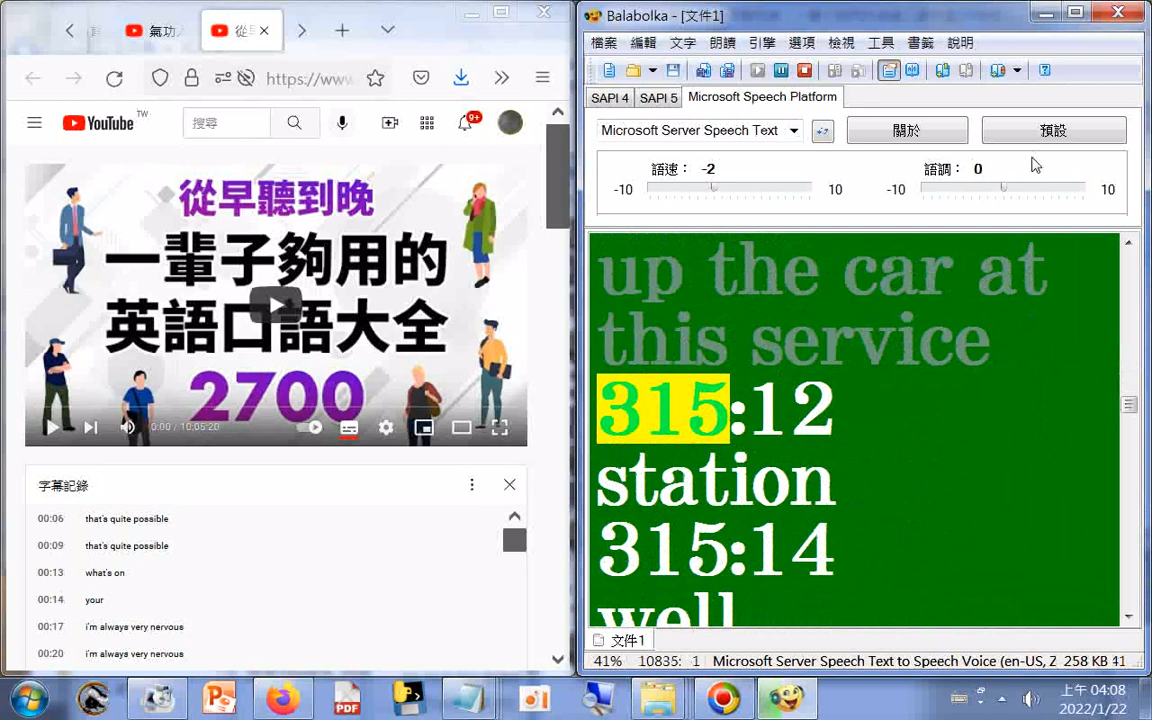 氣功
從
https://www
YouTube
TW
搜尋
9+
從早聽到晚
一輩子夠用的
英語口語大全
2700
0:00 / 10:05:20
字幕記錄
00:06 that's quite possible
00:09 that's quite possible
00:13 what's on
00:14 your
00:17 i'm always very nervous
00:20 i'm always very nervous
Balabolka - [文件1]
檔案 編輯 文字 朗讀 引擎 選項 檢視 工具 書籤 說明
SAPI 4 SAPI 5 Microsoft Speech Platform
Microsoft Server Speech Text
關於
預設
語速： -2
語調： 0
-10 10 -10 10
up the car at
this service
315:12
station
315:14
well
文件1
41% 10835: 1 Microsoft Server Speech Text to Speech Voice (en-US, Z 258 KB 41
PDF
上午 04:08
2022/1/22